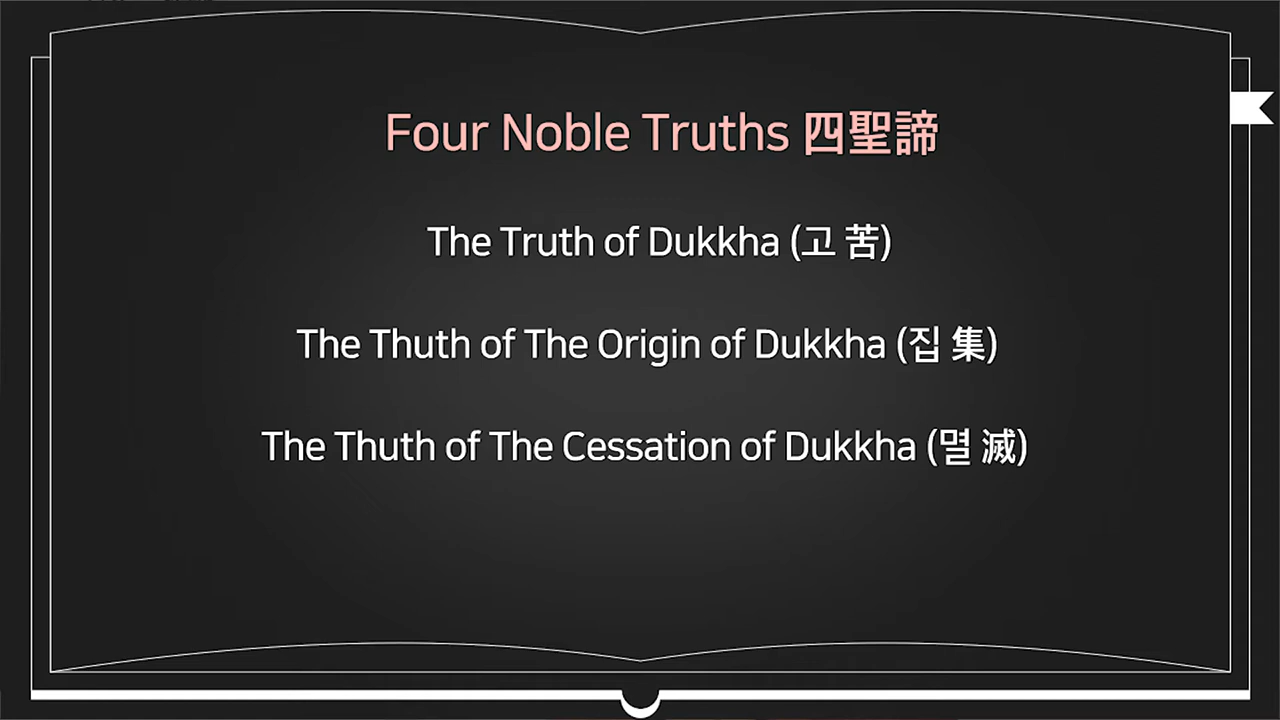 Four Noble Truths 四聖諦
The Truth of Dukkha (고 苦)
The Thuth of The Origin of Dukkha (집 集)
The Thuth of The Cessation of Dukkha (멸 滅)